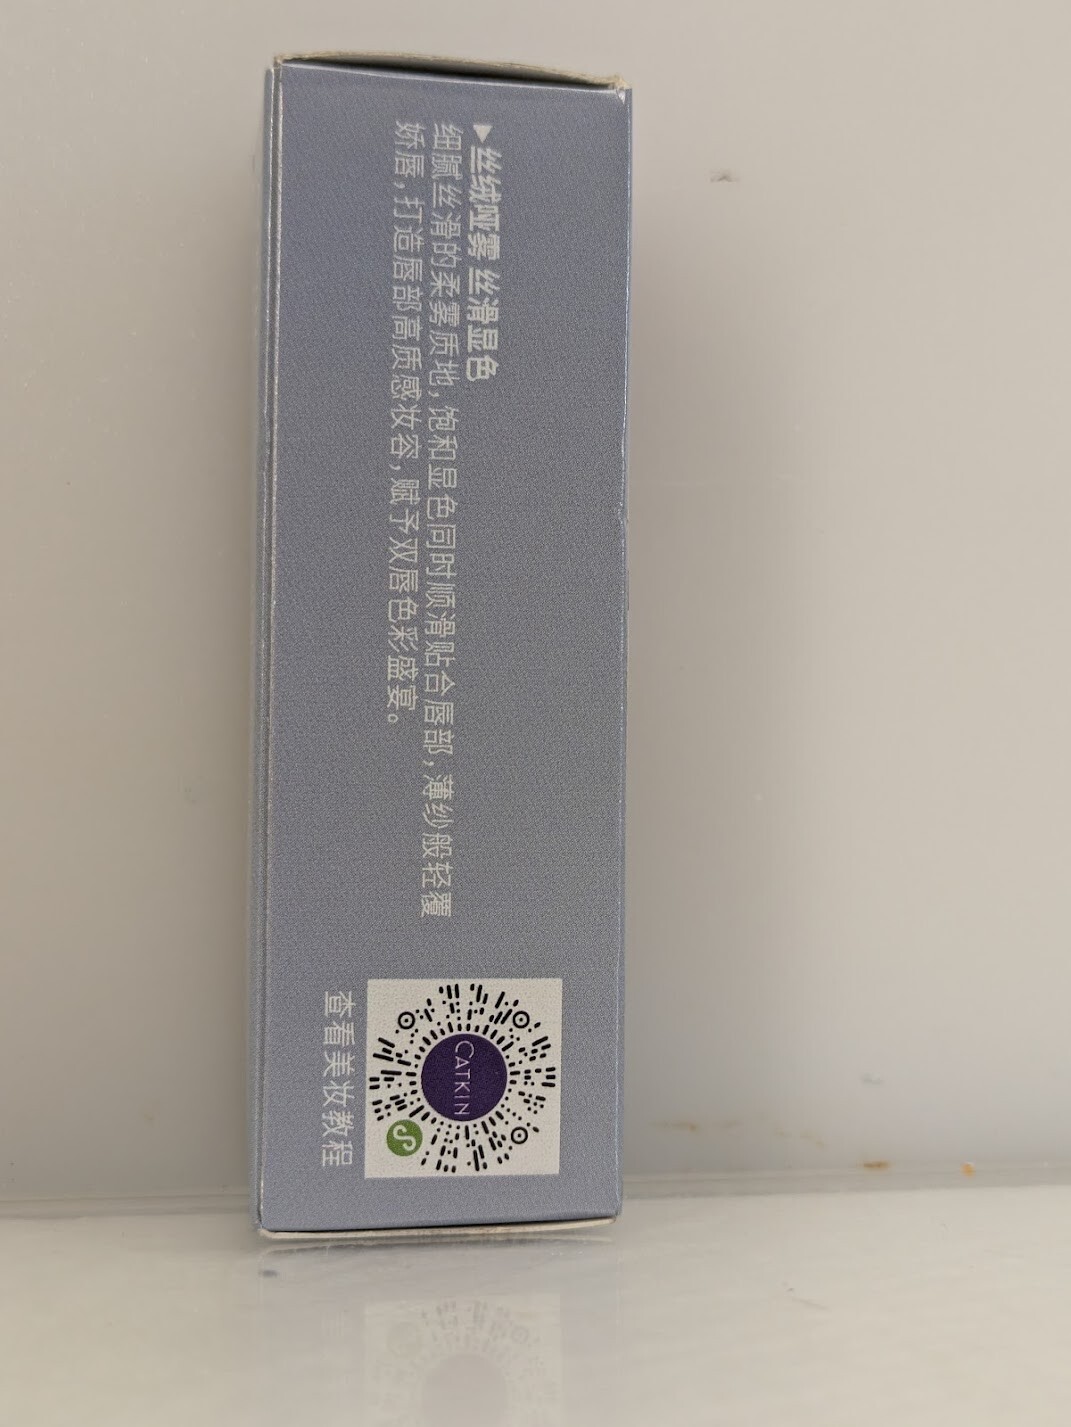 ▶丝绒哑雾 丝滑显色
细腻丝滑的柔雾质地，饱和显色同时顺滑贴合唇部，薄纱般轻覆
娇唇，打造唇部高质感妆容，赋予双唇色彩盛宴。
CATKIN
查看美妆教程